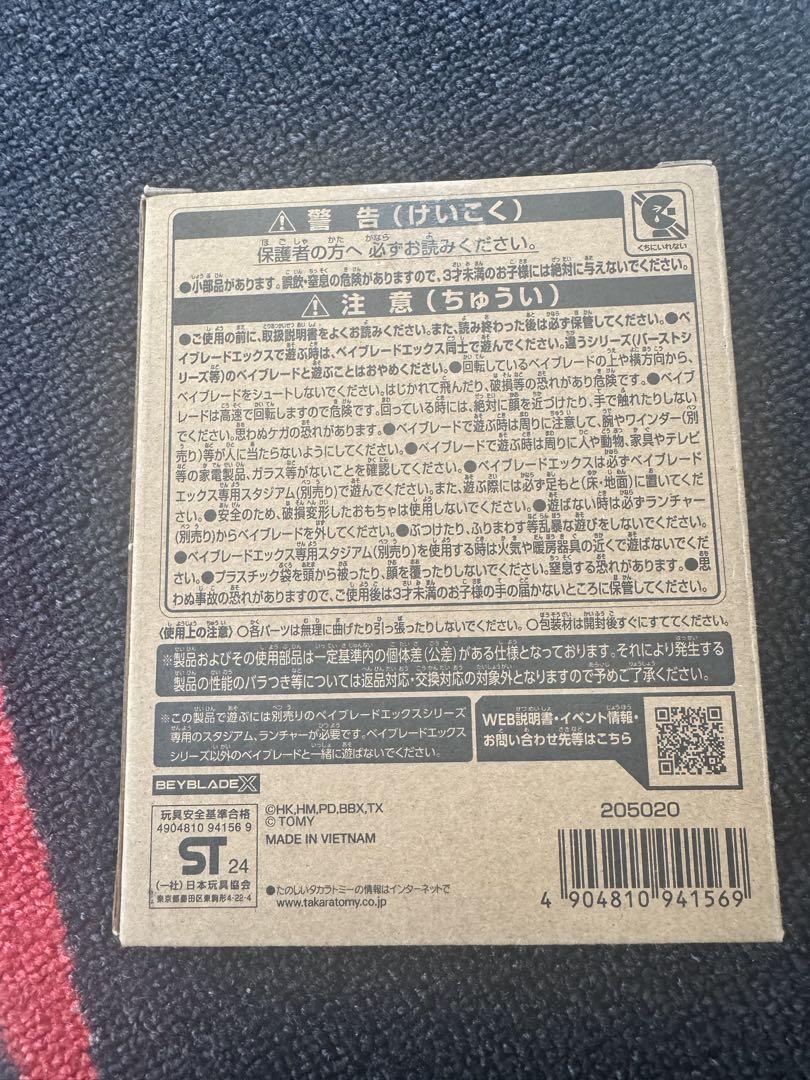 警告(けいこく)
くちにいれない
保護者の方へ 必ずお読みください。
●小部品があります。誤飲・窒息の危険がありますので、3才未満のお子様には絶対に与えないでください。
注意(ちゅうい)
●ご使用の前に、取扱説明書をよくお読みください。また、読み終わった後は必ず保管してください。●ベ
イブレードエックスで遊ぶ時は、ベイブレードエックス同士で遊んでください。違うシリーズ(バーストシ
リーズ等)のベイブレードと遊ぶことはおやめください。●回転しているベイブレードの上や横方向から、
ベイブレードをシュートしないでください。はじかれて飛んだり、破損等の恐れがあり危険です。●ベイブ
レードは高速で回転しますので危険です。回っている時には、絶対に顔を近づけたり、手で触れたりしない
でください。思わぬケガの恐れがあります。●ベイブレードで遊ぶ時は周りに注意して、腕やワインダー(別
売り)等が人に当たらないようにしてください。●ベイブレードで遊ぶ時は周りに人や動物、家具やテレビ
等の家電製品、ガラス等がないことを確認してください。●ベイブレードエックスは必ずベイブレード
エックス専用スタジアム(別売り)で遊んでください。また、遊ぶ際には必ず足もと(床・地面)に置いてくだ
さい。●安全のため、破損変形したおもちゃは使用しないでください。●遊ばない時は必ずランチャー
(別売り)からベイブレードを外してください。●ぶつけたり、ふりまわす等乱暴な遊びをしないでください。
●ベイブレードエックス専用スタジアム(別売り)を使用する時は火気や暖房器具の近くで遊ばないでくだ
さい。●プラスチック袋を頭から被ったり、顔を覆ったりしないでください。窒息する恐れがあります。●思
わぬ事故の恐れがありますので、ご使用後は3才未満のお子様の手の届かないところに保管してください。
〈使用上の注意〉○各パーツは無理に曲げたり引っ張ったりしないでください。○包装材は開封後すぐにすててください。
※製品およびその使用部品は一定基準内の個体差(公差)がある仕様となっております。それにより発生する
製品の性能のバラつき等については返品対応・交換対応の対象外となりますので予めご了承ください。
※この製品で遊ぶには別売りのベイブレードエックスシリーズ
専用のスタジアム、ランチャーが必要です。ベイブレードエックス
シリーズ以外のベイブレードと一緒に遊ばないでください。
WEB説明書・イベント情報・
お問い合わせ先等はこちら
BEYBLADE X
玩具安全基準合格
4904810 94156 9
ST 24
(一社)日本玩具協会
東京都墨田区東駒形4-22-4
©HK,HM,PD,BBX,TX
© TOMY
MADE IN VIETNAM
●たのしいタカラトミーの情報はインターネットで
www.takaratomy.co.jp
205020
4 904810 941569